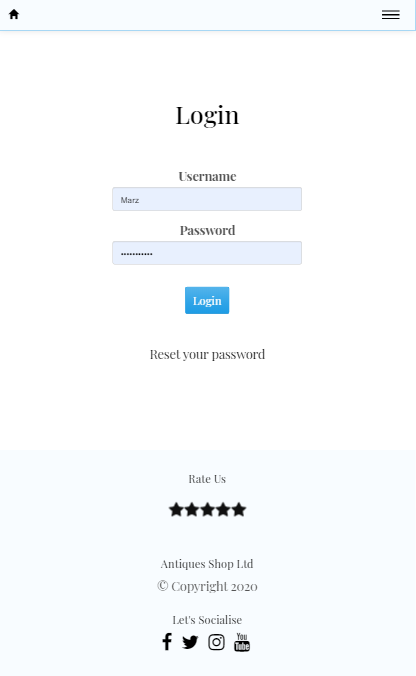 Login
Username
Marz
Password
•••••••••••
Login
Reset your password
Rate Us
Antiques Shop Ltd
© Copyright 2020
Let's Socialise
You Tube